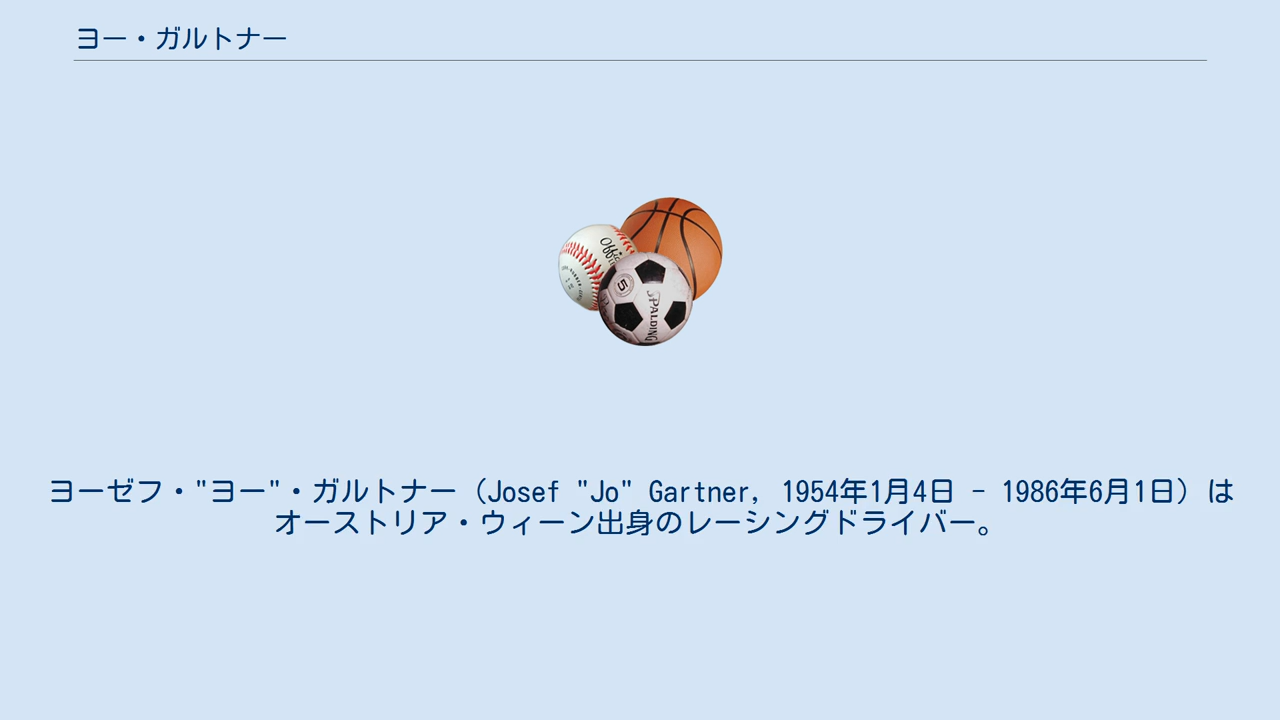 ヨー・ガルトナー
Offici
5
SPALDING
ヨーゼフ・"ヨー"・ガルトナー（Josef "Jo" Gartner, 1954年1月4日 - 1986年6月1日）は
オーストリア・ウィーン出身のレーシングドライバー。